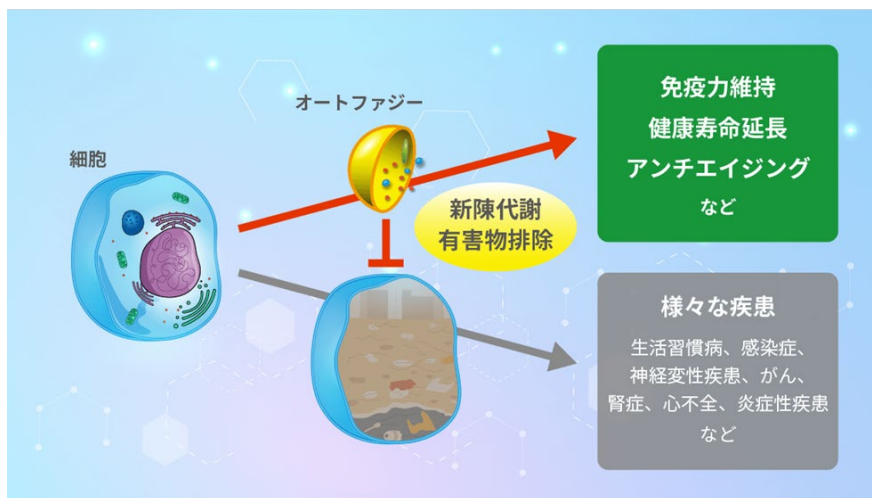 オートファジー
細胞
新陳代謝
有害物排除
免疫力維持
健康寿命延長
アンチエイジング
など
様々な疾患
生活習慣病、感染症、
神経変性疾患、がん、
腎症、心不全、炎症性疾患
など